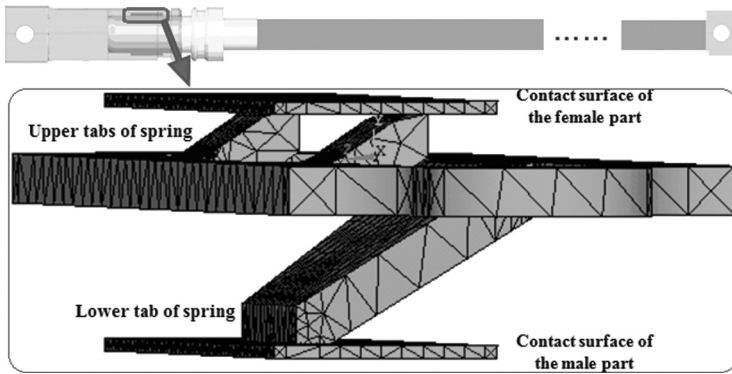 ......
Contact surface of
the female part
Upper tabs of spring
X
Lower tab of spring
Contact surface of
the male part